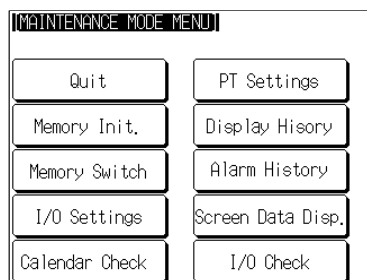 [MAINTENANCE MODE MENU]
Quit
PT Settings
Memory Init.
Display Hisory
Memory Switch
Alarm History
I/O Settings
Screen Data Disp.
Calendar Check
I/O Check